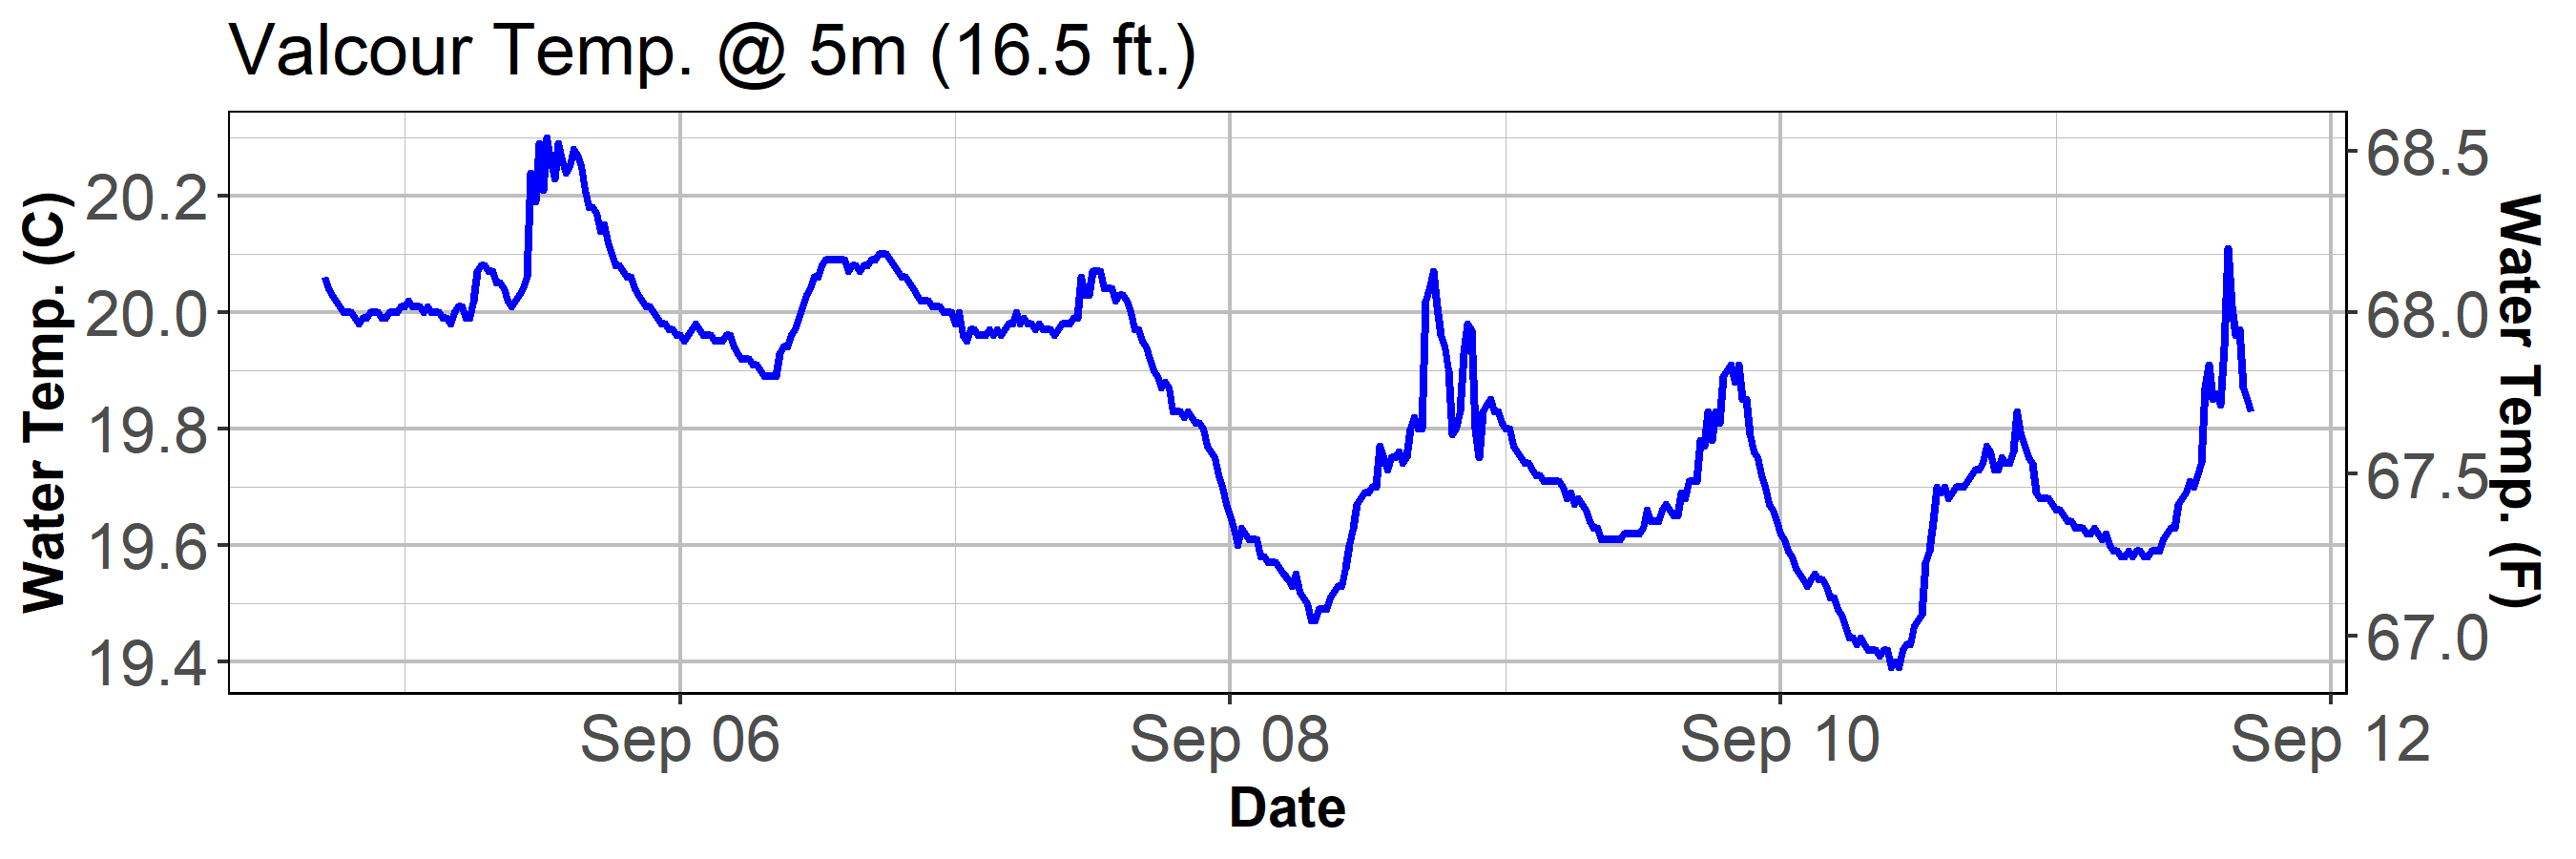 Valcour Temp. @ 5m (16.5 ft.)
Water Temp. (C)
20.2
20.0
19.8
19.6
19.4
68.5
68.0
67.5
67.0
Water Temp. (F)
Sep 06
Sep 08
Sep 10
Sep 12
Date